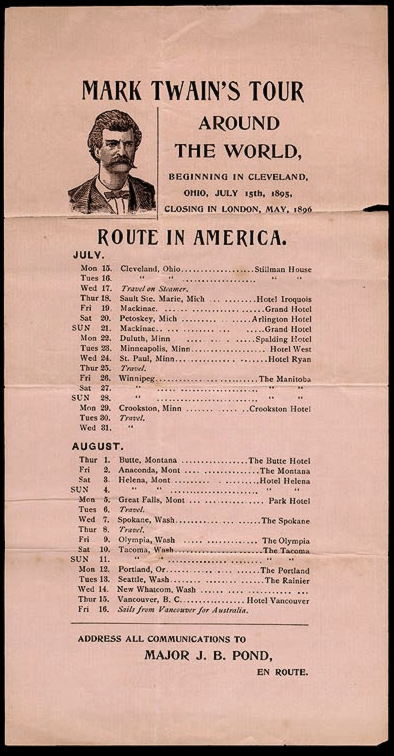 MARK TWAIN'S TOUR
AROUND
THE WORLD,
BEGINNING IN CLEVELAND,
OHIO, JULY 15th, 1895,
CLOSING IN LONDON, MAY, 1896
ROUTE IN AMERICA.
JULY.
Mon 15. Cleveland, Ohio..................Stillman House
Tues 16. " " .................... " "
Wed 17. Travel on Steamer.
Thur 18. Sault Ste. Marie, Mich ... ..........Hotel Iroquois
Fri 19. Mackinac. ..... ................Grand Hotel
Sat 20. Petoskey, Mich ... ..............Arlington Hotel
SUN 21. Mackinac.. ... ..... .......Grand Hotel
Mon 22. Duluth, Minn .... .. .. ......Spalding Hotel
Tues 23. Minneapolis, Minn.................. Hotel West
Wed 24. St. Paul, Minn... ..................Hotel Ryan
Thur 25. Travel.
Fri 26. Winnipeg.......................The Manitoba
Sat 27. " ........................ " "
SUN 28. " ........................ " "
Mon 29. Crookston, Minn ....... .. ..Crookston Hotel
Tues 30. Travel.
Wed 31. "
AUGUST.
Thur 1. Butte, Montana ................The Butte Hotel
Fri 2. Anaconda, Mont ................The Montana
Sat 3. Helena, Mont ..................Hotel Helena
SUN 4. " " .................... " "
Mon 5. Great Falls, Mont ................ Park Hotel
Tues 6. Travel.
Wed 7. Spokane, Wash..................The Spokane
Thur 8. Travel.
Fri 9. Olympia, Wash ................. The Olympia
Sat 10. Tacoma, Wash...................The Tacoma
SUN 11. " " ...................... " "
Mon 12. Portland, Or.....................The Portland
Tues 13. Seattle, Wash ....................The Rainier
Wed 14. New Whatcom, Wash ...... .... ... ...
Thur 15. Vancouver, B. C............. Hotel Vancouver
Fri 16. Sails from Vancouver for Australia.
ADDRESS ALL COMMUNICATIONS TO
MAJOR J. B. POND,
EN ROUTE.